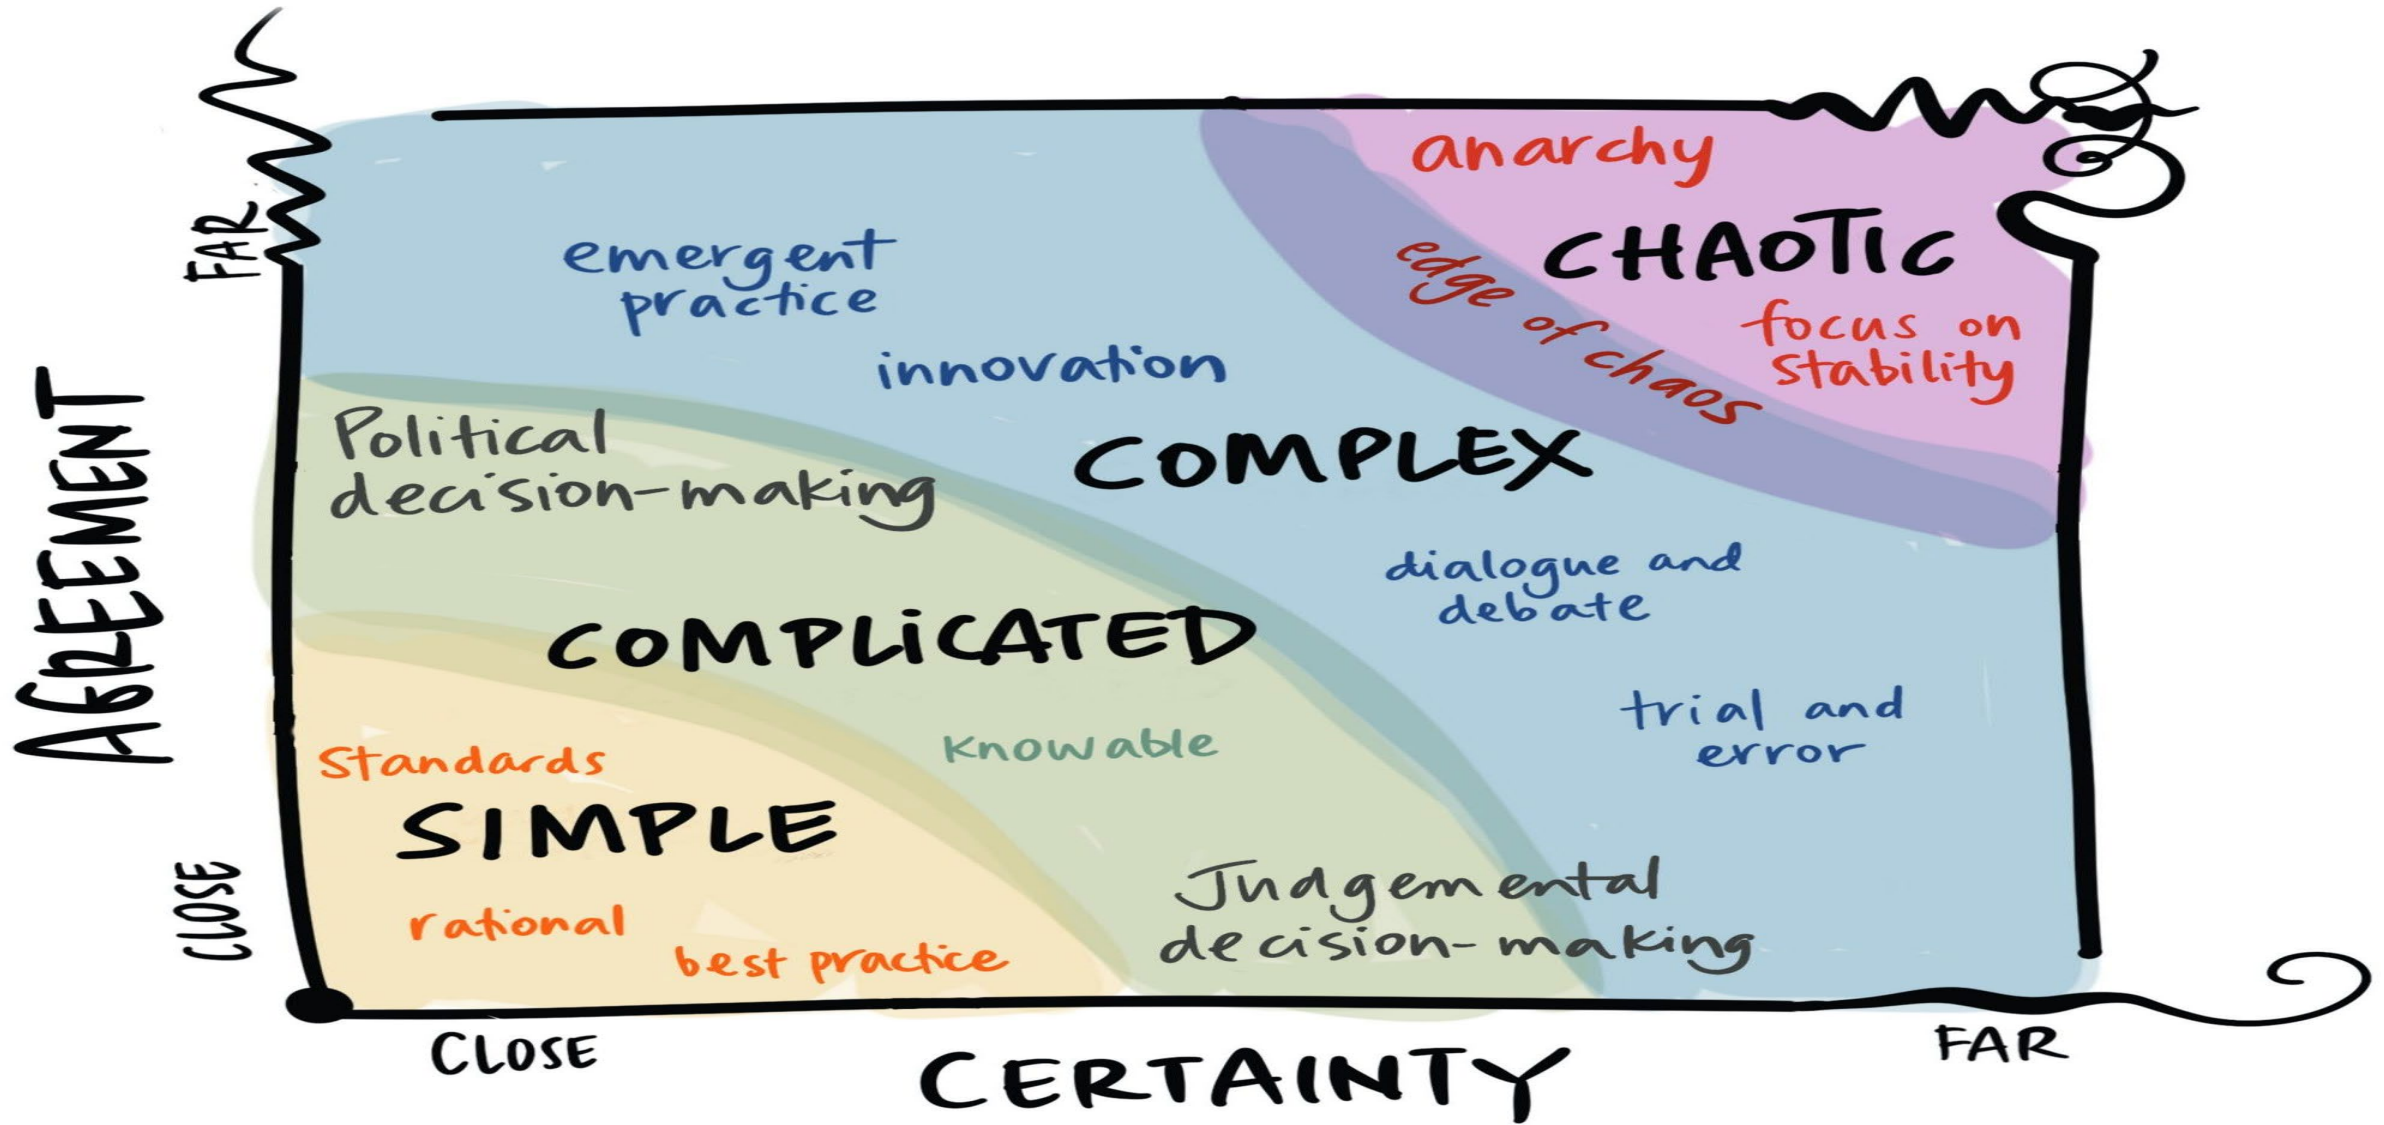 anarchy
CHAOTIC
FAR
emergent
practice
edge of chaos
focus on
stability
innovation
AGREEMENT
Political
decision-making
COMPLEX
dialogue and
debate
COMPLICATED
trial and
error
Knowable
Standards
SIMPLE
CLOSE
Judgemental
decision-making
rational
best practice
CLOSE
FAR
CERTAINTY